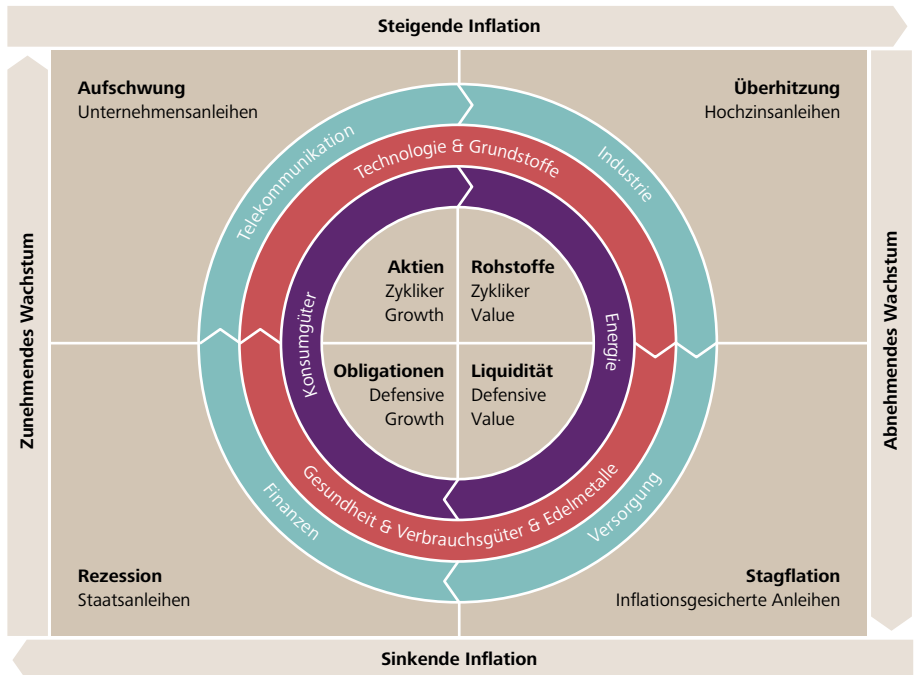 Steigende Inflation
Aufschwung
Unternehmensanleihen
Überhitzung
Hochzinsanleihen
Zunehmendes Wachstum
Abnehmendes Wachstum
Telekommunikation
Technologie & Grundstoffe
Industrie
Konsumgüter
Energie
Aktien
Zykliker
Growth
Rohstoffe
Zykliker
Value
Obligationen
Defensive
Growth
Liquidität
Defensive
Value
Finanzen
Gesundheit & Verbrauchsgüter & Edelmetalle
Versorgung
Rezession
Staatsanleihen
Stagflation
Inflationsgesicherte Anleihen
Sinkende Inflation